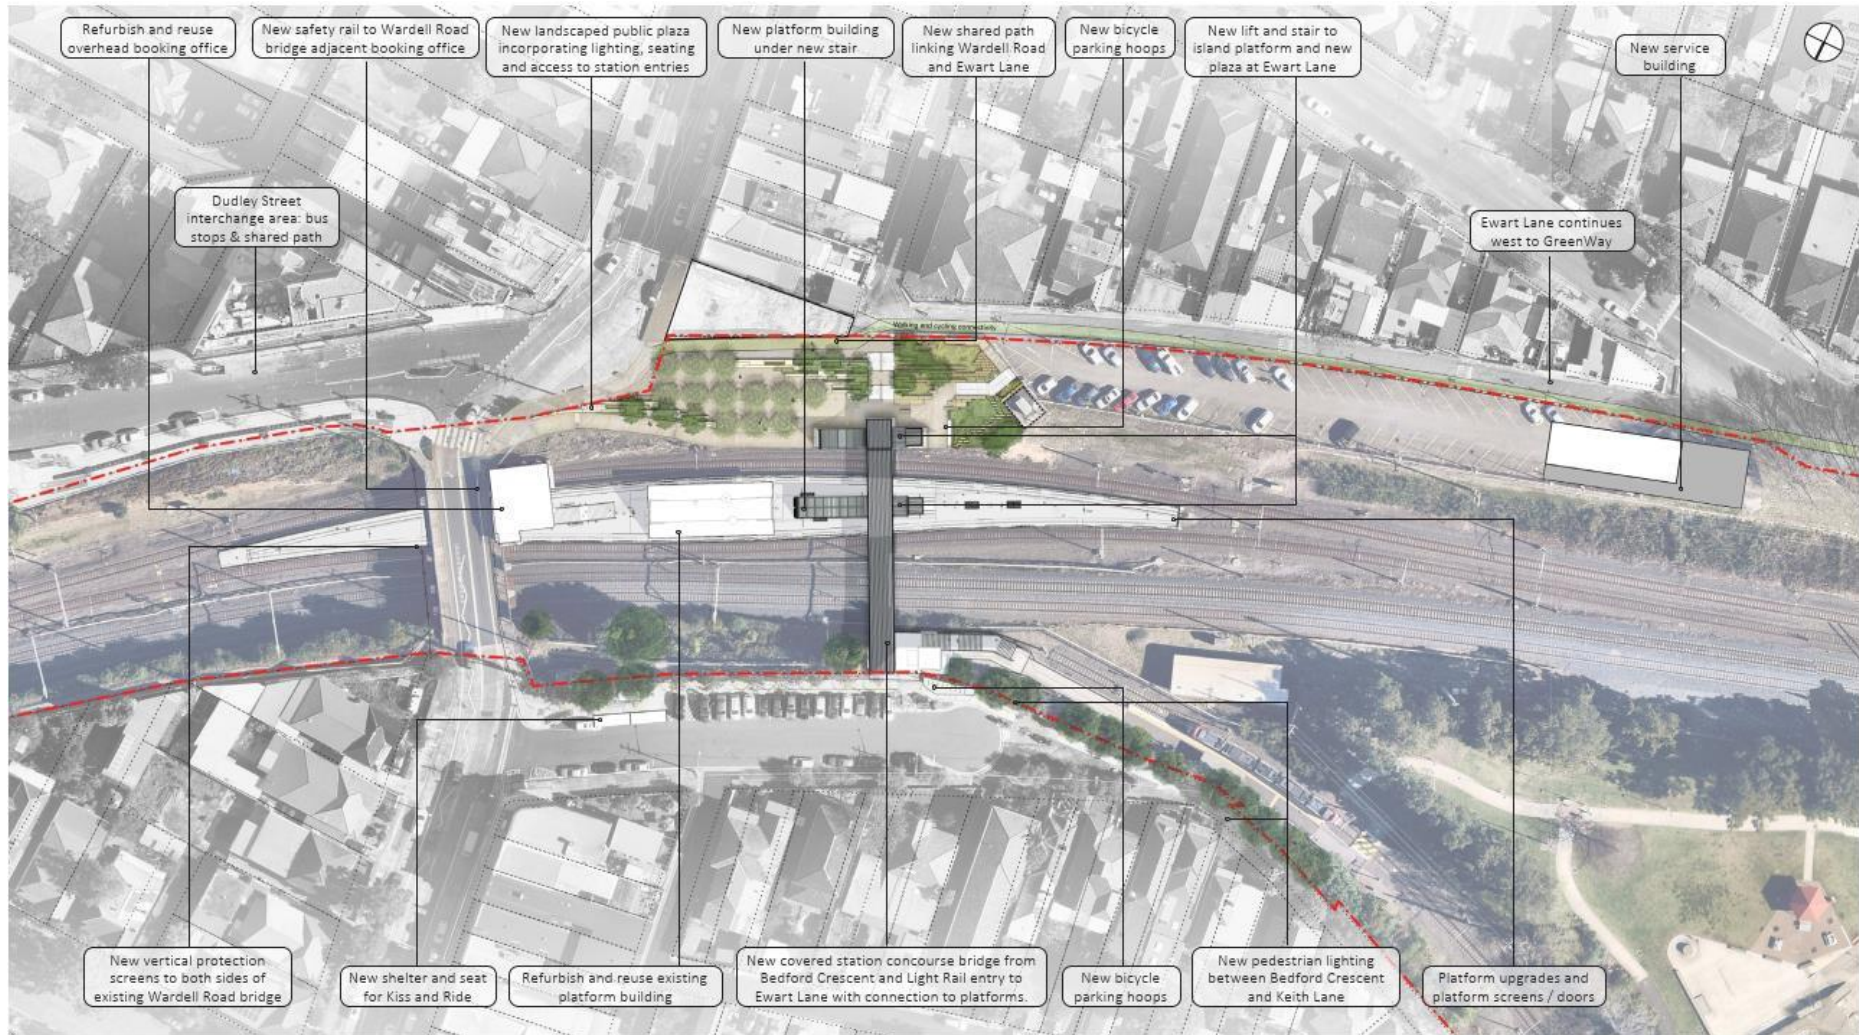 Refurbish and reuse
overhead booking office
New safety rail to Wardell Road
bridge adjacent booking office
New landscaped public plaza
incorporating lighting, seating
and access to station entries
New platform building
under new stair
New shared path
linking Wardell Road
and Ewart Lane
New bicycle
parking hoops
New lift and stair to
island platform and new
plaza at Ewart Lane
New service
building
Dudley Street
interchange area: bus
stops & shared path
Ewart Lane continues
west to GreenWay
Walking and cycling connectivity
New vertical protection
screens to both sides of
existing Wardell Road bridge
New shelter and seat
for Kiss and Ride
Refurbish and reuse existing
platform building
New covered station concourse bridge from
Bedford Crescent and Light Rail entry to
Ewart Lane with connection to platforms.
New bicycle
parking hoops
New pedestrian lighting
between Bedford Crescent
and Keith Lane
Platform upgrades and
platform screens / doors